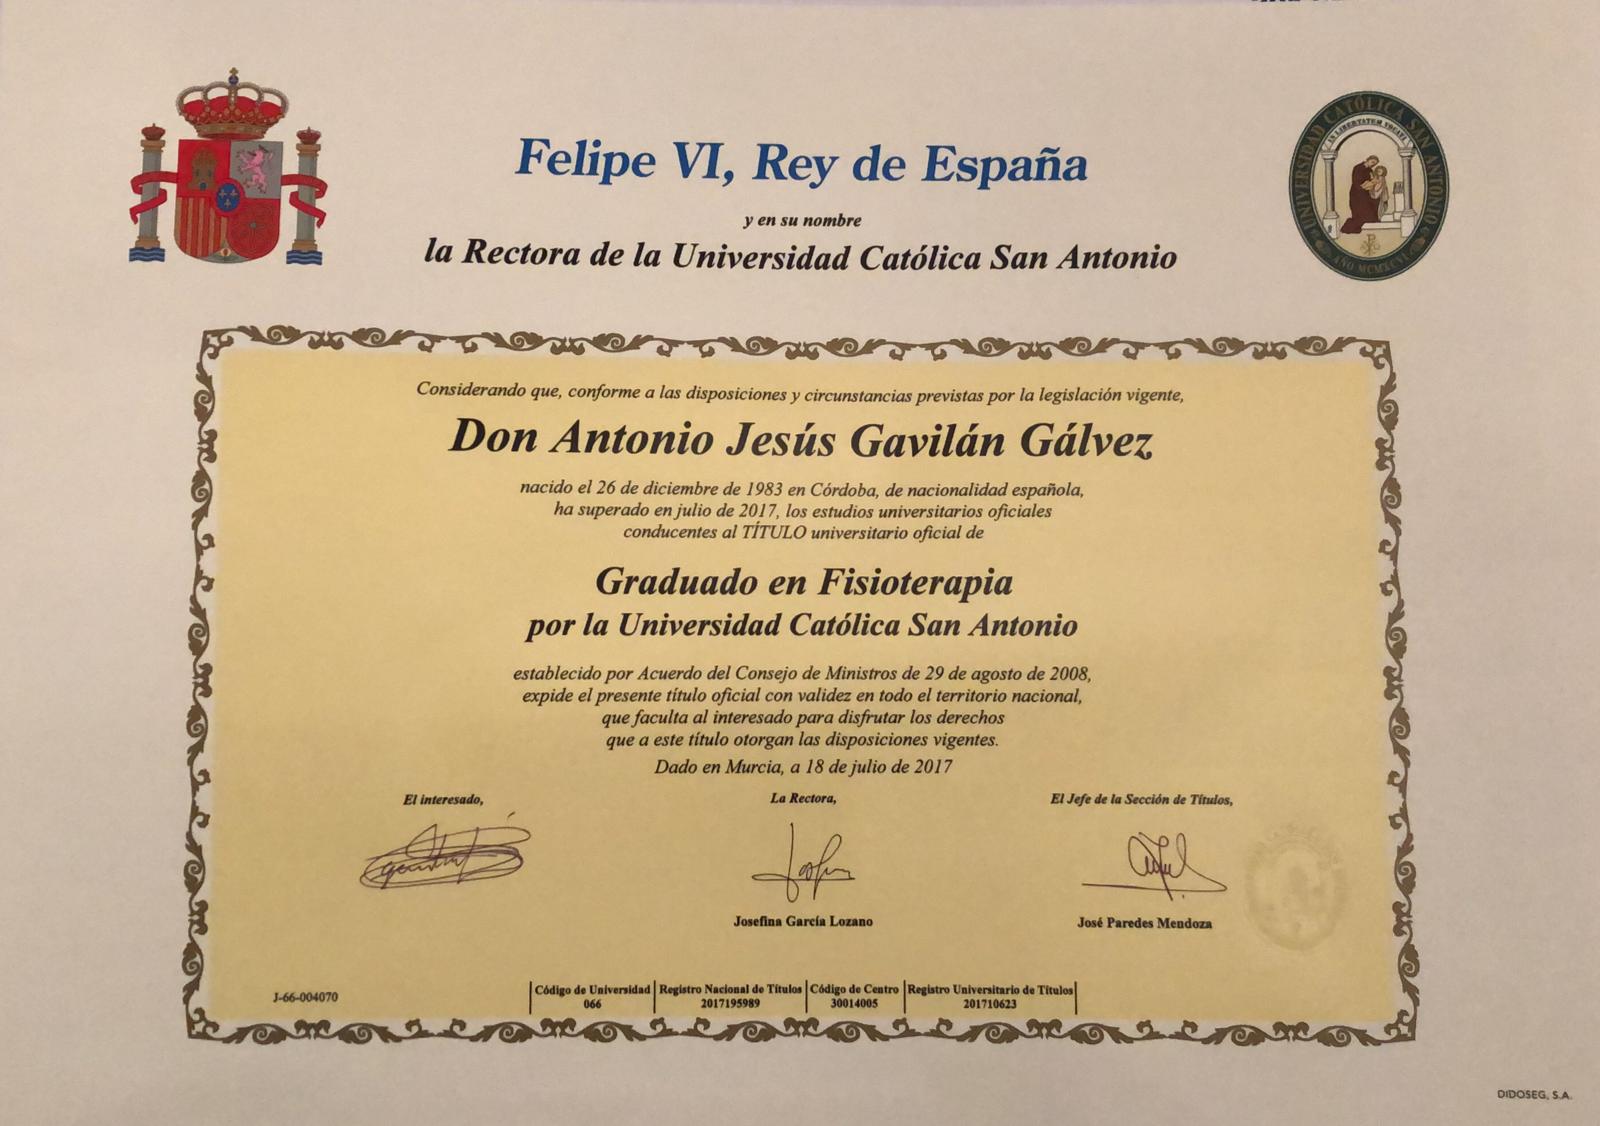 Felipe VI, Rey de España
y en su nombre
la Rectora de la Universidad Católica San Antonio
UNIVERSIDAD CATÓLICA SAN ANTONIO
IN LIBERTATEM VOCATI
AÑO MCMXCVI
Considerando que, conforme a las disposiciones y circunstancias previstas por la legislación vigente,
Don Antonio Jesús Gavilán Gálvez
nacido el 26 de diciembre de 1983 en Córdoba, de nacionalidad española,
ha superado en julio de 2017, los estudios universitarios oficiales
conducentes al TÍTULO universitario oficial de
Graduado en Fisioterapia
por la Universidad Católica San Antonio
establecido por Acuerdo del Consejo de Ministros de 29 de agosto de 2008,
expide el presente título oficial con validez en todo el territorio nacional,
que faculta al interesado para disfrutar los derechos
que a este título otorgan las disposiciones vigentes.
Dado en Murcia, a 18 de julio de 2017
El interesado,
La Rectora,
El Jefe de la Sección de Títulos,
Josefina García Lozano
José Paredes Mendoza
J-66-004070
Código de Universidad
066
Registro Nacional de Títulos
2017195989
Código de Centro
30014005
Registro Universitario de Títulos
201710623
DIDOSEG, S.A.